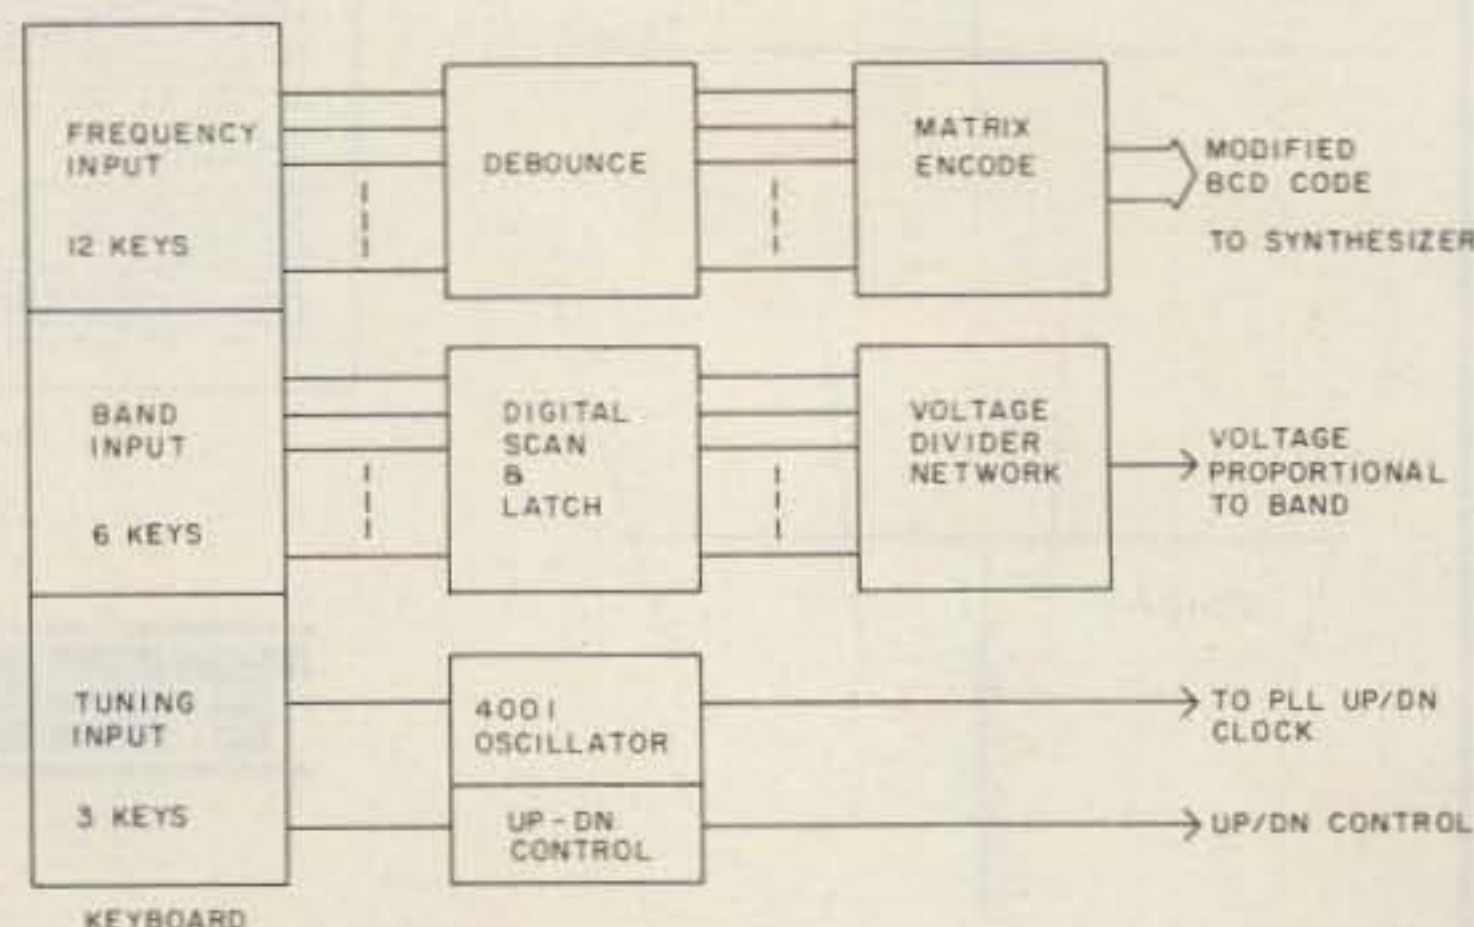 FREQUENCY
INPUT
12 KEYS
DEBOUNCE
MATRIX
ENCODE
MODIFIED
BCD CODE
TO SYNTHESIZER
BAND
INPUT
6 KEYS
DIGITAL
SCAN
&
LATCH
VOLTAGE
DIVIDER
NETWORK
VOLTAGE
PROPORTIONAL
TO BAND
TUNING
INPUT
3 KEYS
4001
OSCILLATOR
UP-DN
CONTROL
TO PLL UP/DN
CLOCK
UP/DN CONTROL
KEYBOARD